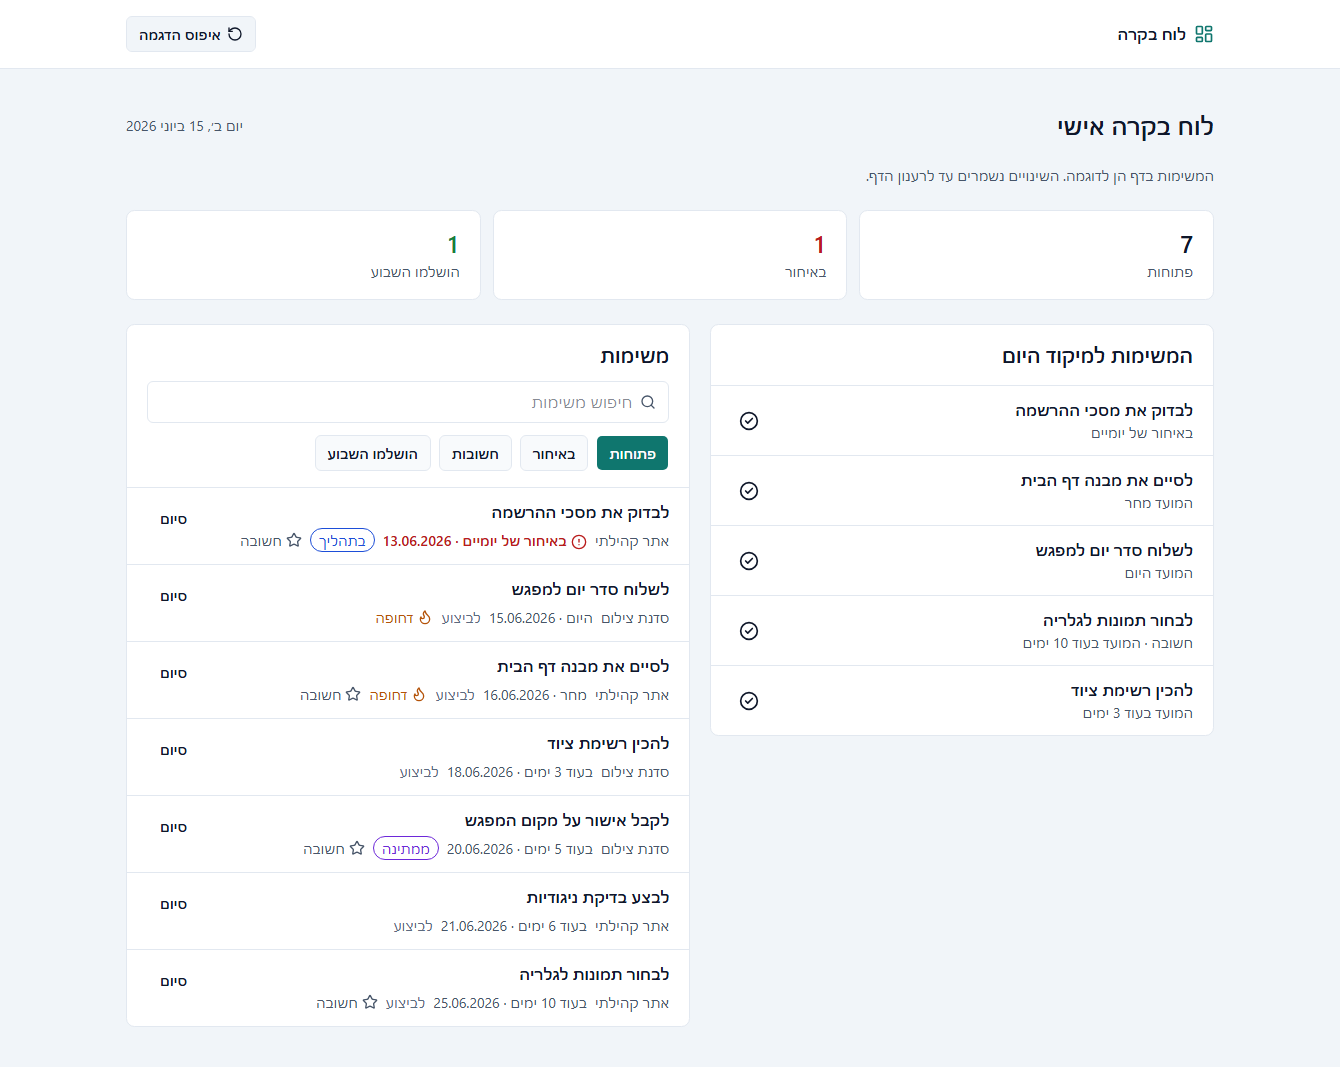 לוח בקרה
איפוס הדגמה
לוח בקרה אישי
יום ב׳, 15 ביוני 2026
המשימות בדף הן לדוגמה. השינויים נשמרים עד לרענון הדף.
7
פתוחות
1
באיחור
1
הושלמו השבוע
המשימות למיקוד היום
לבדוק את מסכי ההרשמה
באיחור של יומיים
לסיים את מבנה דף הבית
המועד מחר
לשלוח סדר יום למפגש
המועד היום
לבחור תמונות לגלריה
חשובה · המועד בעוד 10 ימים
להכין רשימת ציוד
המועד בעוד 3 ימים
משימות
חיפוש משימות
פתוחות באיחור חשובות הושלמו השבוע
לבדוק את מסכי ההרשמה
אתר קהילתי באיחור של יומיים · 13.06.2026 בתהליך חשובה
סיום
לשלוח סדר יום למפגש
סדנת צילום היום · 15.06.2026 לביצוע דחופה
סיום
לסיים את מבנה דף הבית
אתר קהילתי מחר · 16.06.2026 לביצוע דחופה חשובה
סיום
להכין רשימת ציוד
סדנת צילום בעוד 3 ימים · 18.06.2026 לביצוע
סיום
לקבל אישור על מקום המפגש
סדנת צילום בעוד 5 ימים · 20.06.2026 ממתינה חשובה
סיום
לבצע בדיקת ניגודיות
אתר קהילתי בעוד 6 ימים · 21.06.2026 לביצוע
סיום
לבחור תמונות לגלריה
אתר קהילתי בעוד 10 ימים · 25.06.2026 לביצוע חשובה
סיום